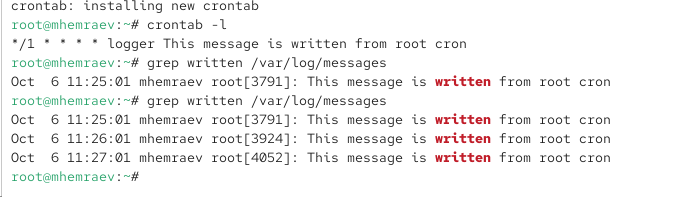 crontab: installing new crontab
root@mhemraev:~# crontab -l
*/1 * * * * logger This message is written from root cron
root@mhemraev:~# grep written /var/log/messages
Oct  6 11:25:01 mhemraev root[3791]: This message is written from root cron
root@mhemraev:~# grep written /var/log/messages
Oct  6 11:25:01 mhemraev root[3791]: This message is written from root cron
Oct  6 11:26:01 mhemraev root[3924]: This message is written from root cron
Oct  6 11:27:01 mhemraev root[4052]: This message is written from root cron
root@mhemraev:~#